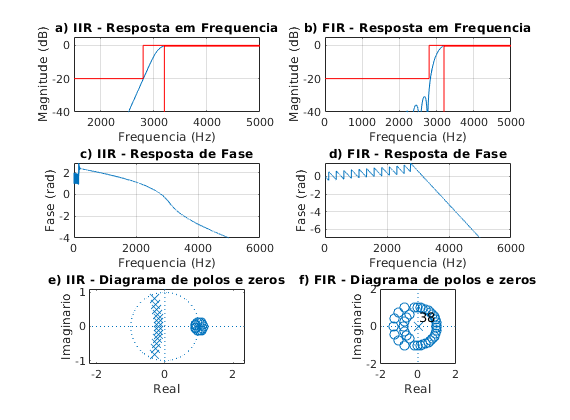 a) IIR - Resposta em Frequencia
b) FIR - Resposta em Frequencia
Magnitude (dB)
0
-20
-40
2000 3000 4000 5000
Frequencia (Hz)
Magnitude (dB)
0
-20
-40
0 1000 2000 3000 4000 5000
Frequencia (Hz)
c) IIR - Resposta de Fase
d) FIR - Resposta de Fase
Fase (rad)
2
0
-2
-4
0 2000 4000 6000
Frequencia (Hz)
Fase (rad)
0
-2
-4
-6
0 2000 4000 6000
Frequencia (Hz)
e) IIR - Diagrama de polos e zeros
f) FIR - Diagrama de polos e zeros
Imaginario
1
0
-1
-2 0 2
Real
Imaginario
2
0
-2
38
-2 0 2
Real